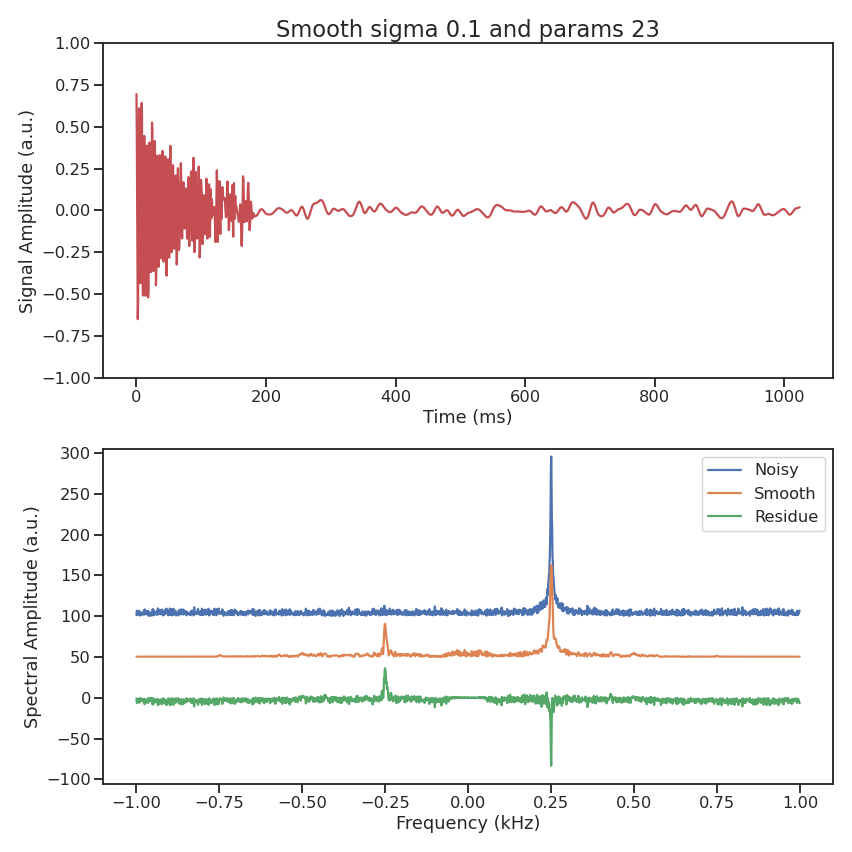 Smooth sigma 0.1 and params 23
1.00
0.75
0.50
0.25
0.00
−0.25
−0.50
−0.75
−1.00
Signal Amplitude (a.u.)
0 200 400 600 800 1000
Time (ms)
300
250
200
150
100
50
0
−50
−100
Spectral Amplitude (a.u.)
Noisy
Smooth
Residue
−1.00 −0.75 −0.50 −0.25 0.00 0.25 0.50 0.75 1.00
Frequency (kHz)